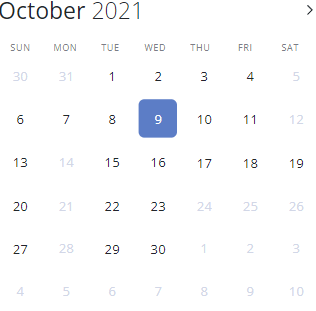 October 2021
SUN MON TUE WED THU FRI SAT
30 31 1 2 3 4 5
6 7 8 9 10 11 12
13 14 15 16 17 18 19
20 21 22 23 24 25 26
27 28 29 30 1 2 3
4 5 6 7 8 9 10